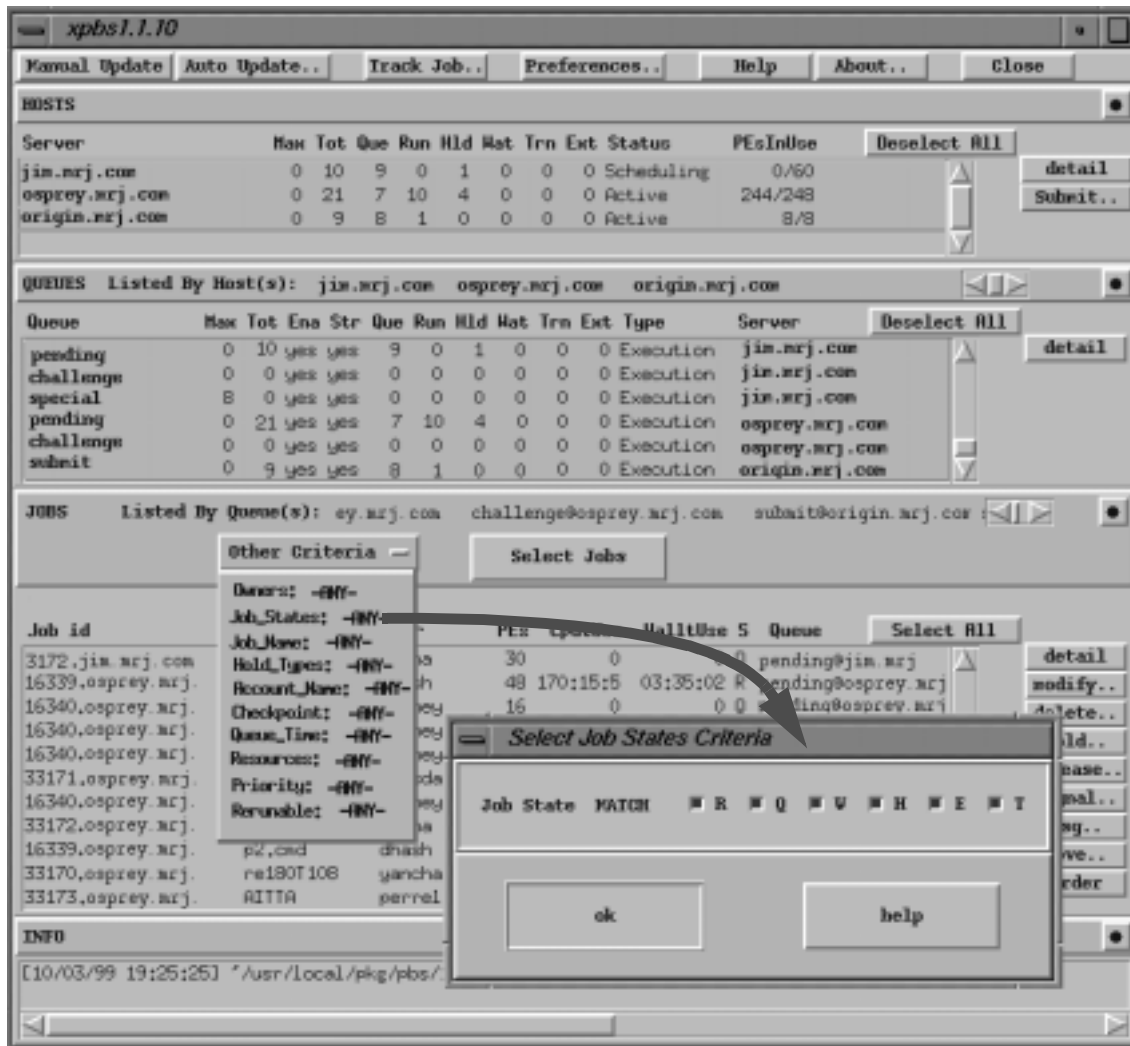 xpbs1.1.10
Manual Update Auto Update.. Track Job.. Preferences.. Help About.. Close
HOSTS
Server Max Tot Que Run Hld Wat Trn Ext Status PEsInUse Deselect All
jim.mrj.com 0 10 9 0 1 0 0 0 Scheduling 0/60 detail
osprey.mrj.com 0 21 7 10 4 0 0 0 Active 244/248 Submit..
origin.mrj.com 0 9 8 1 0 0 0 0 Active 8/8
QUEUES Listed By Host(s): jim.mrj.com osprey.mrj.com origin.mrj.com
Queue Max Tot Ena Str Que Run Hld Wat Trn Ext Type Server Deselect All
pending 0 10 yes yes 9 0 1 0 0 0 Execution jim.mrj.com detail
challenge 0 0 yes yes 0 0 0 0 0 0 Execution jim.mrj.com
special 8 0 yes yes 0 0 0 0 0 0 Execution jim.mrj.com
pending 0 21 yes yes 7 10 4 0 0 0 Execution osprey.mrj.com
challenge 0 0 yes yes 0 0 0 0 0 0 Execution osprey.mrj.com
submit 0 9 yes yes 8 1 0 0 0 0 Execution origin.mrj.com
JOBS Listed By Queue(s): ey.mrj.com challenge@osprey.mrj.com submit@origin.mrj.com
Other Criteria Select Jobs
Owners: -ANY-
Job_States: -ANY-
Job_Name: -ANY-
Hold_Types: -ANY-
Account_Name: -ANY-
Checkpoint: -ANY-
Queue_Time: -ANY-
Resources: -ANY-
Priority: -ANY-
Rerunable: -ANY-
Job id PEs WalltUse S Queue Select All
3172.jim.mrj.com 30 0 0 Q pending@jim.mrj detail
16339.osprey.mrj. 48 170:15:5 03:35:02 R pending@osprey.mrj modify..
16340.osprey.mrj. 16 0 0 Q pending@osprey.mrj delete..
16340.osprey.mrj.
16340.osprey.mrj.
33171.osprey.mrj.
16340.osprey.mrj.
33172.osprey.mrj.
16339.osprey.mrj. p2.cmd dhash
33170.osprey.mrj. re180T108 yancha
33173.osprey.mrj. AITTA perrel
Select Job States Criteria
Job State MATCH R Q W H E T
ok help
INFO
[10/03/99 19:25:25] "/usr/local/pkg/pbs/